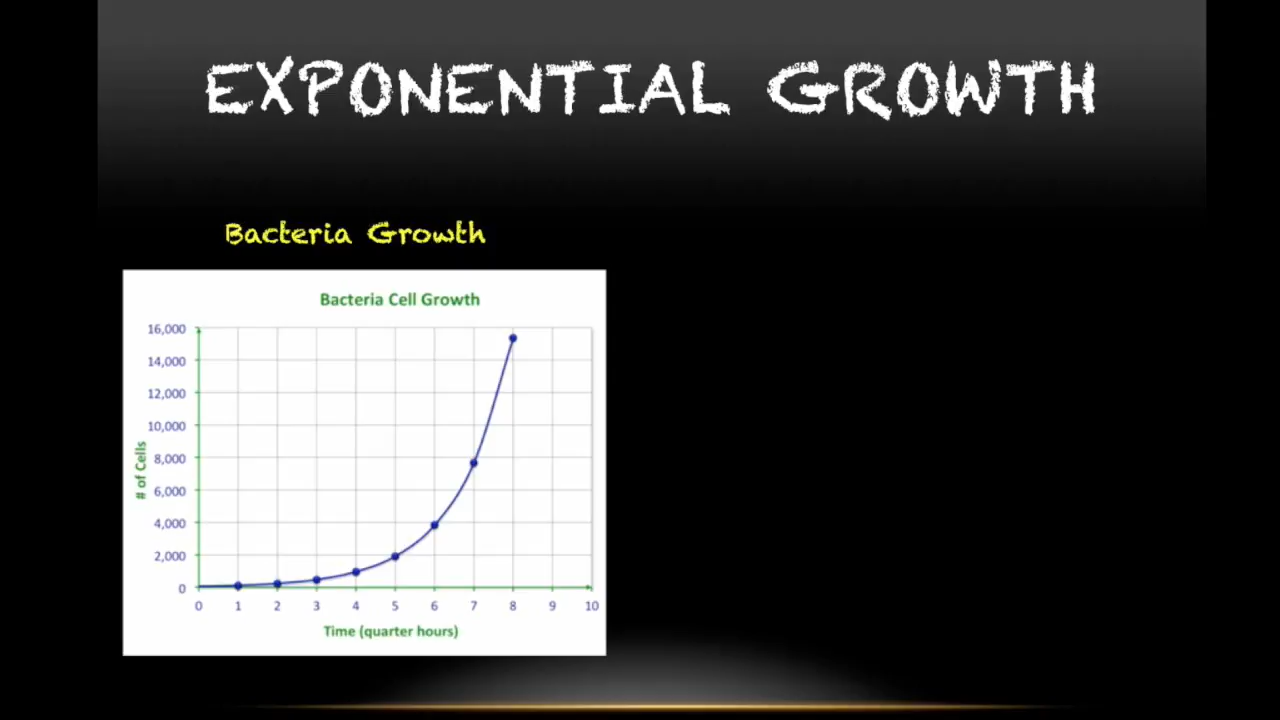 EXPONENTIAL GROWTH
Bacteria Growth
Bacteria Cell Growth
16,000
14,000
12,000
10,000
8,000
6,000
4,000
2,000
0
# of Cells
0 1 2 3 4 5 6 7 8 9 10
Time (quarter hours)